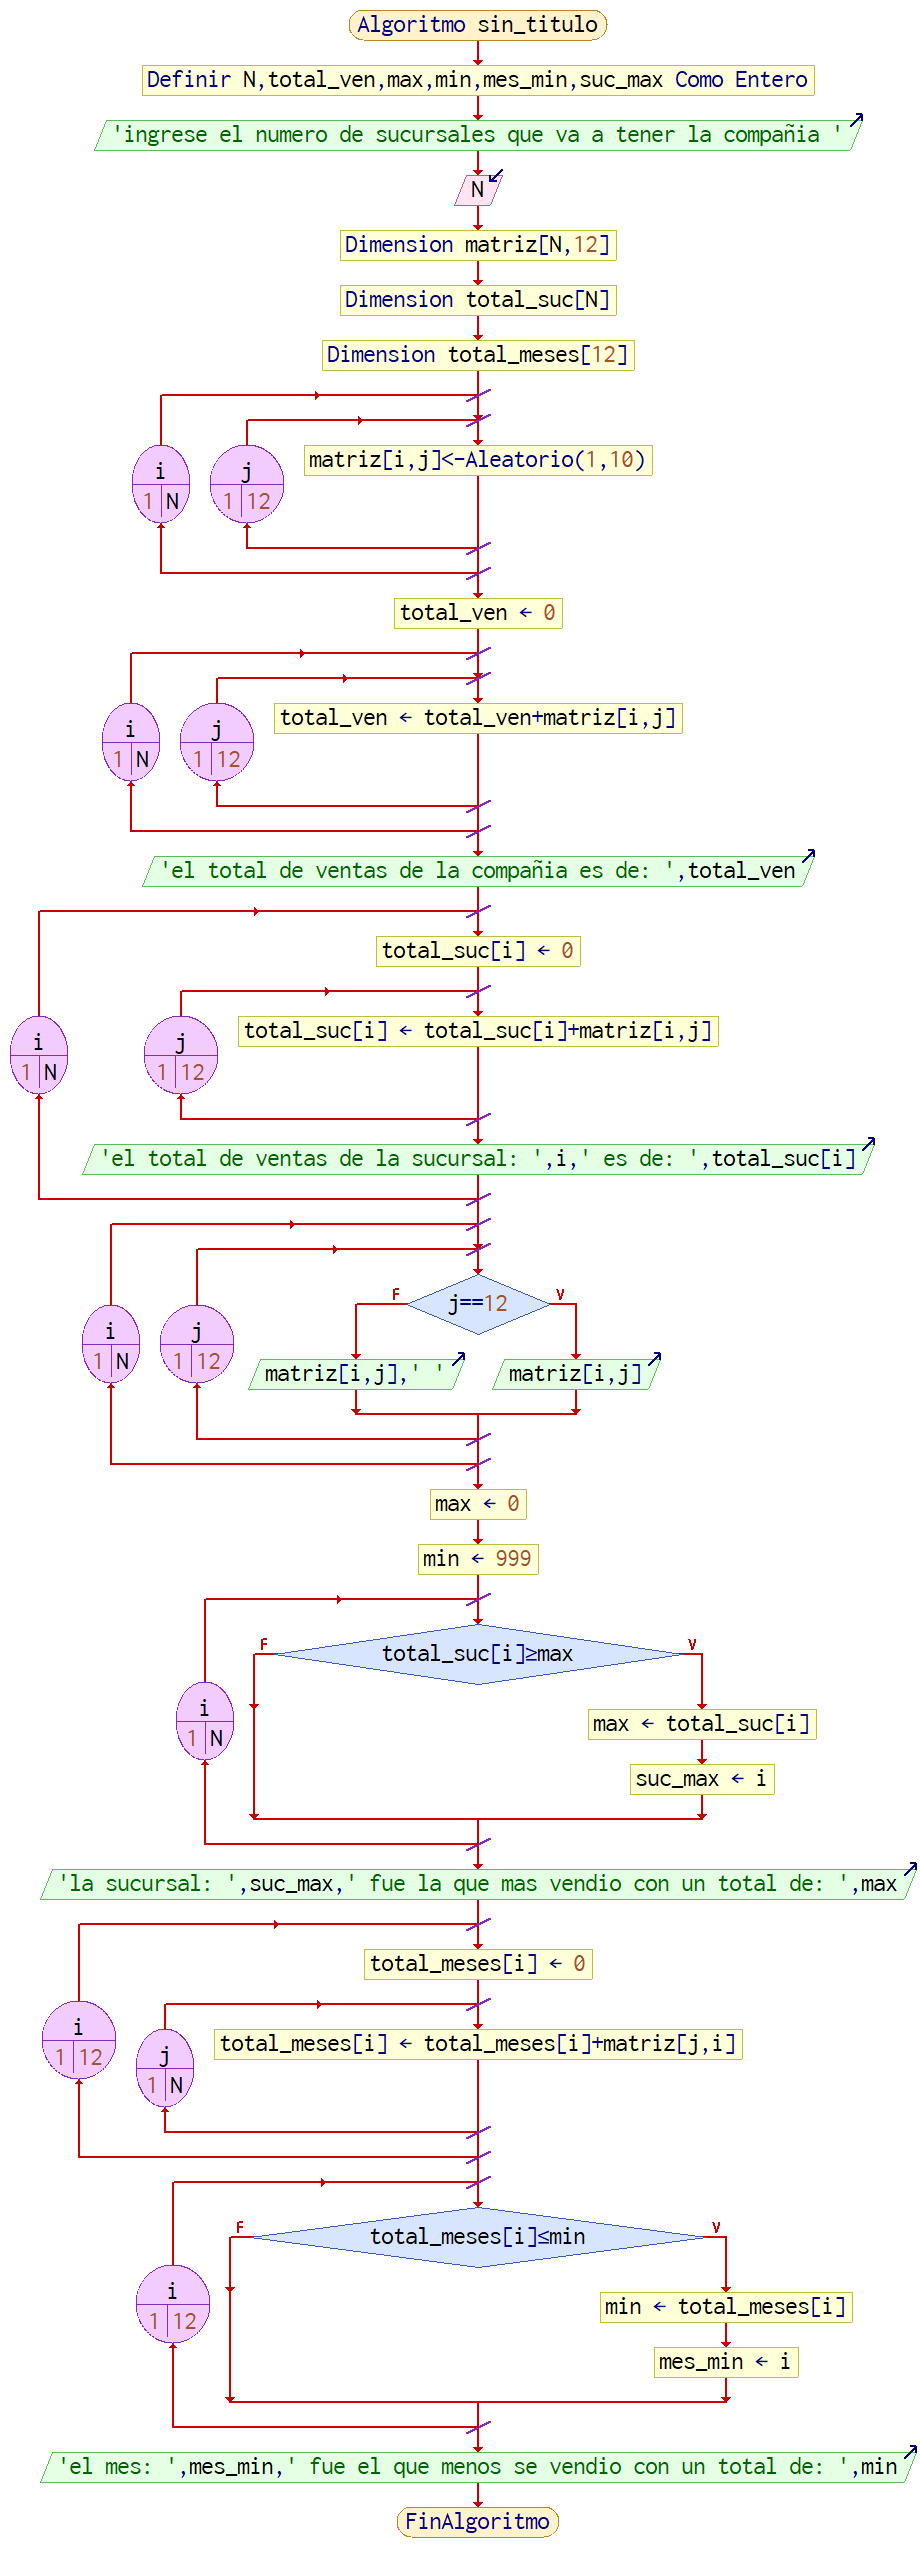 Algoritmo sin_titulo
Definir N,total_ven,max,min,mes_min,suc_max Como Entero
'ingrese el numero de sucursales que va a tener la compañia '
N
Dimension matriz[N,12]
Dimension total_suc[N]
Dimension total_meses[12]
matriz[i,j]<-Aleatorio(1,10)
i
1 N
j
1 12
total_ven ← 0
total_ven ← total_ven+matriz[i,j]
i
1 N
j
1 12
'el total de ventas de la compañia es de: ',total_ven
total_suc[i] ← 0
total_suc[i] ← total_suc[i]+matriz[i,j]
i
1 N
j
1 12
'el total de ventas de la sucursal: ',i,' es de: ',total_suc[i]
F
V
j==12
i
1 N
j
1 12
matriz[i,j],' '
matriz[i,j]
max ← 0
min ← 999
F
V
total_suc[i]≥max
i
1 N
max ← total_suc[i]
suc_max ← i
'la sucursal: ',suc_max,' fue la que mas vendio con un total de: ',max
total_meses[i] ← 0
i
1 12
j
1 N
total_meses[i] ← total_meses[i]+matriz[j,i]
F
V
total_meses[i]≤min
i
1 12
min ← total_meses[i]
mes_min ← i
'el mes: ',mes_min,' fue el que menos se vendio con un total de: ',min
FinAlgoritmo